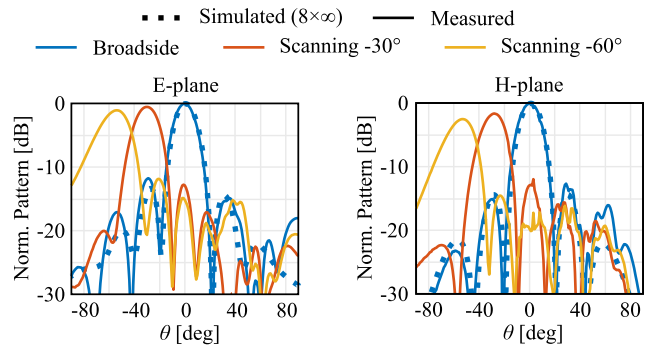 Simulated (8×∞) Measured
Broadside Scanning -30° Scanning -60°
E-plane H-plane
Norm. Pattern [dB]
0
-10
-20
-30
-80 -40 0 40 80
θ [deg]
Norm. Pattern [dB]
0
-10
-20
-30
-80 -40 0 40 80
θ [deg]